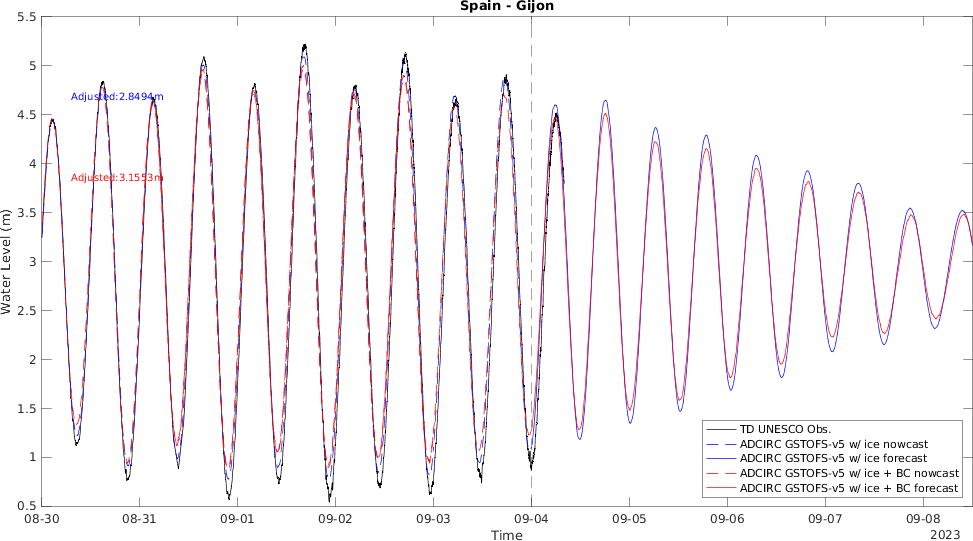 Spain - Gijon
5.5
5
4.5
4
3.5
3
2.5
2
1.5
1
0.5
Water Level (m)
Adjusted:2.8494m
Adjusted:3.1553m
TD UNESCO Obs.
ADCIRC GSTOFS-v5 w/ ice nowcast
ADCIRC GSTOFS-v5 w/ ice forecast
ADCIRC GSTOFS-v5 w/ ice + BC nowcast
ADCIRC GSTOFS-v5 w/ ice + BC forecast
08-30 08-31 09-01 09-02 09-03 09-04 09-05 09-06 09-07 09-08
Time
2023